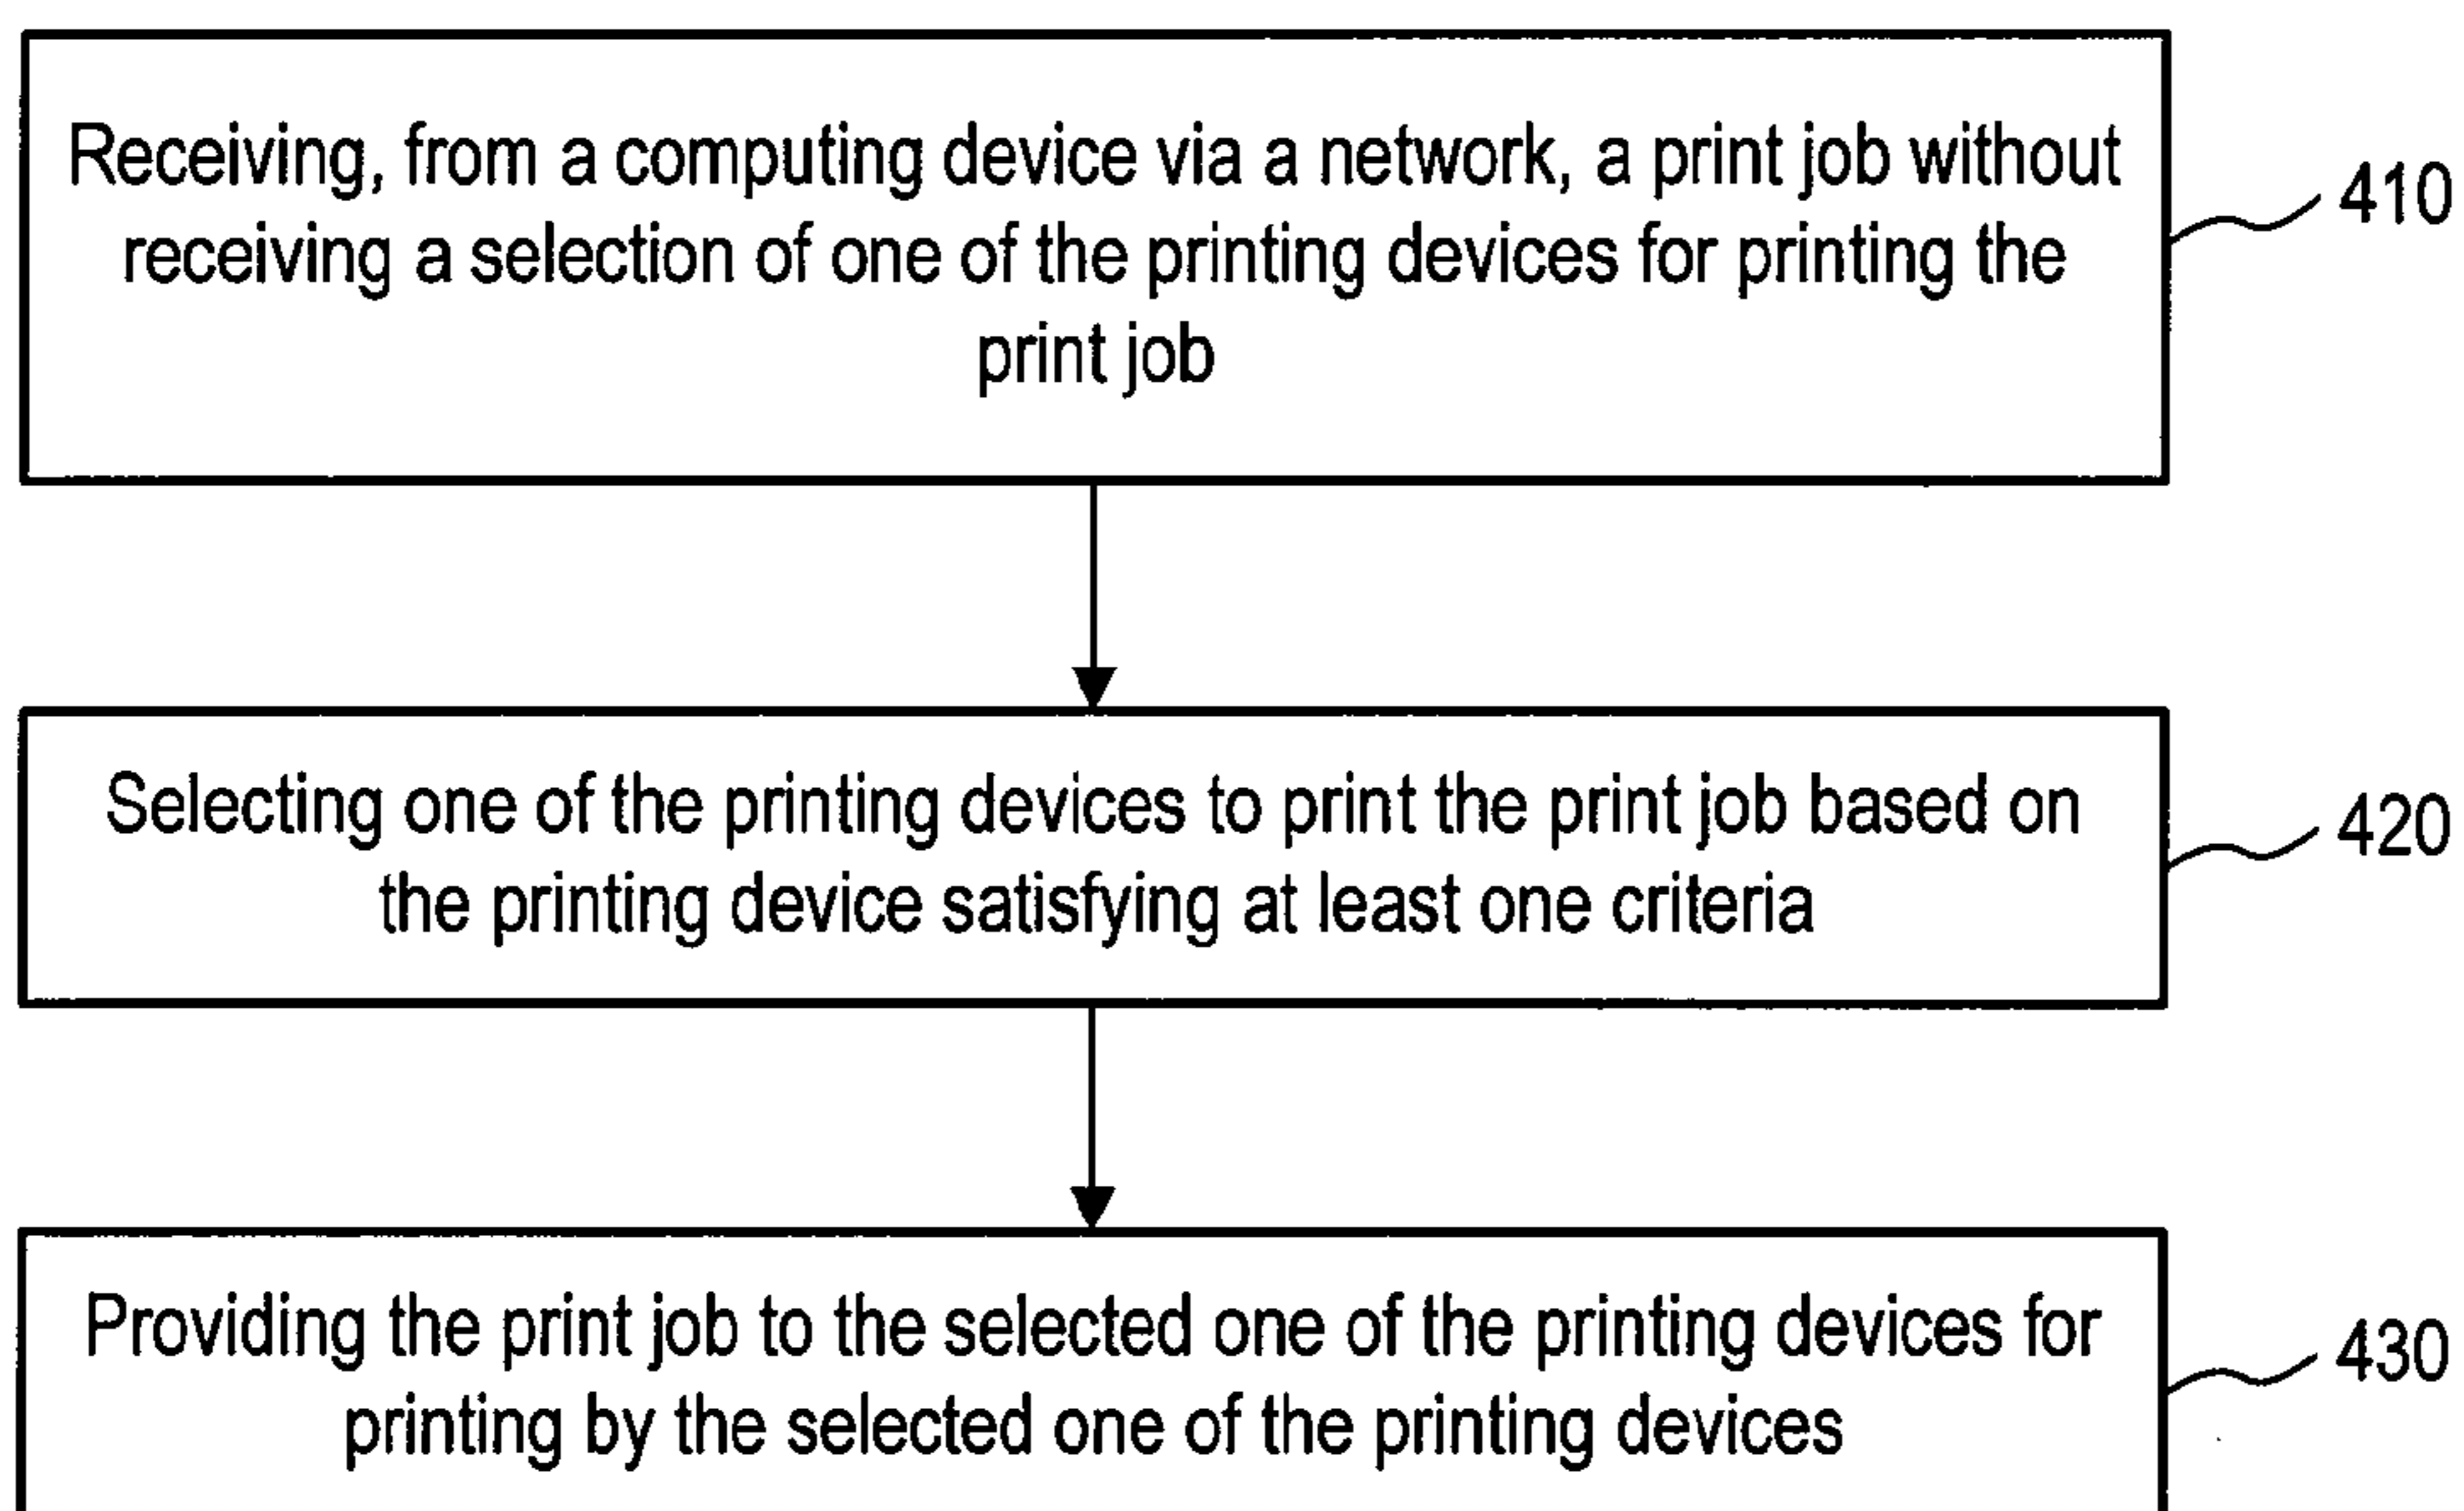 Receiving, from a computing device via a network, a print job without
receiving a selection of one of the printing devices for printing the
print job
410
Selecting one of the printing devices to print the print job based on
the printing device satisfying at least one criteria
420
Providing the print job to the selected one of the printing devices for
printing by the selected one of the printing devices
430